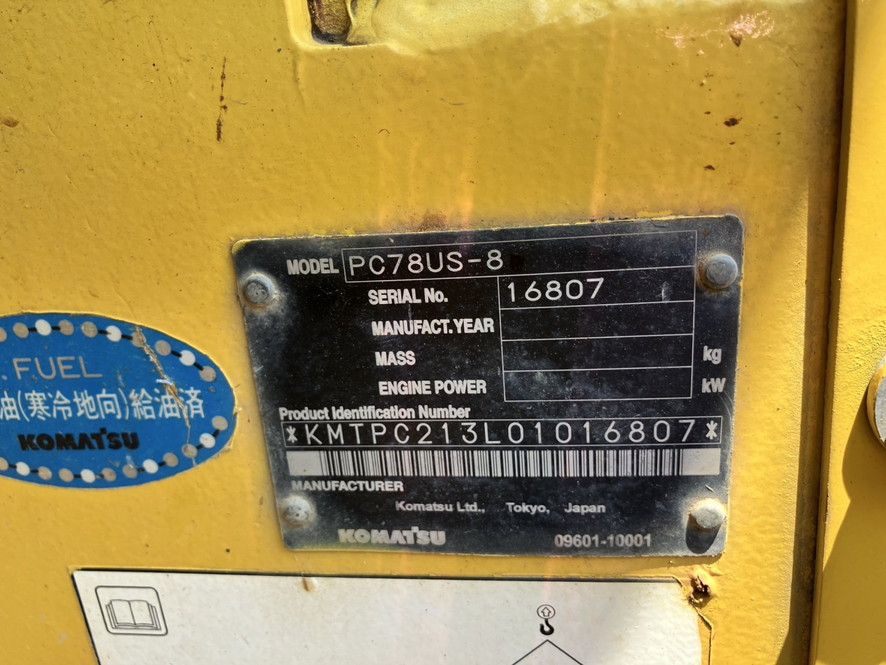 MODEL PC78US-8
SERIAL No. 16807
MANUFACT.YEAR
MASS kg
ENGINE POWER kW
Product Identification Number
*KMTPC213L01016807*
MANUFACTURER
Komatsu Ltd., Tokyo, Japan
KOMATSU 09601-10001
. FUEL
油(寒冷地向)給油済
KOMATSU